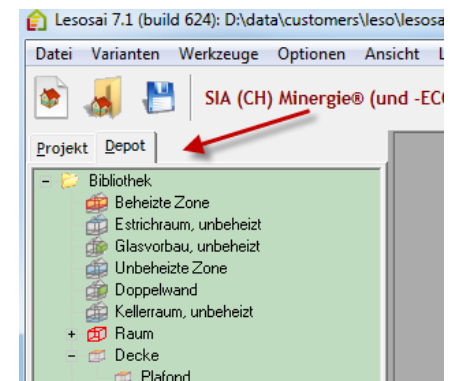 Lesosai 7.1 (build 624): D:\data\customers\leso\lesosa
Datei Varianten Werkzeuge Optionen Ansicht
SIA (CH) Minergie® (und -ECO
Projekt Depot
Bibliothek
Beheizte Zone
Estrichraum, unbeheizt
Glasvorbau, unbeheizt
Unbeheizte Zone
Doppelwand
Kellerraum, unbeheizt
Raum
Decke
Plafond